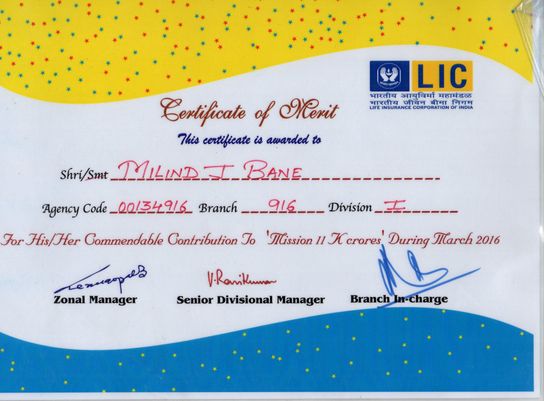 LIC
भारतीय आयुर्विमा महामंडळ
भारतीय जीवन बीमा निगम
LIFE INSURANCE CORPORATION OF INDIA
Certificate of Merit
This certificate is awarded to
Shri/Smt MILIND J BANE
Agency Code 00134916 Branch 916 Division I
For His/Her Commendable Contribution To 'Mission 11 K crores' During March 2016
V. Ravikumar
Zonal Manager Senior Divisional Manager Branch In-charge